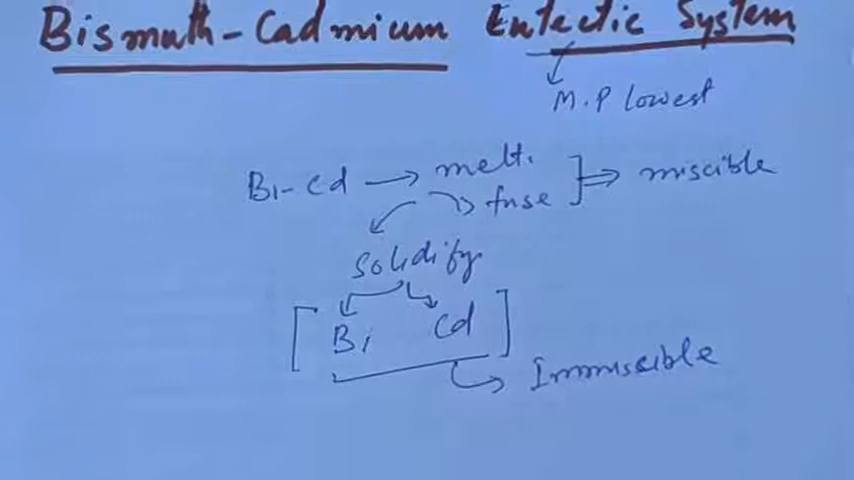 Bismuth-Cadmium Eutectic System
M.P lowest
Bi-Cd → melt. ⇒ miscible
fuse
solidify
Bi Cd
Immiscible